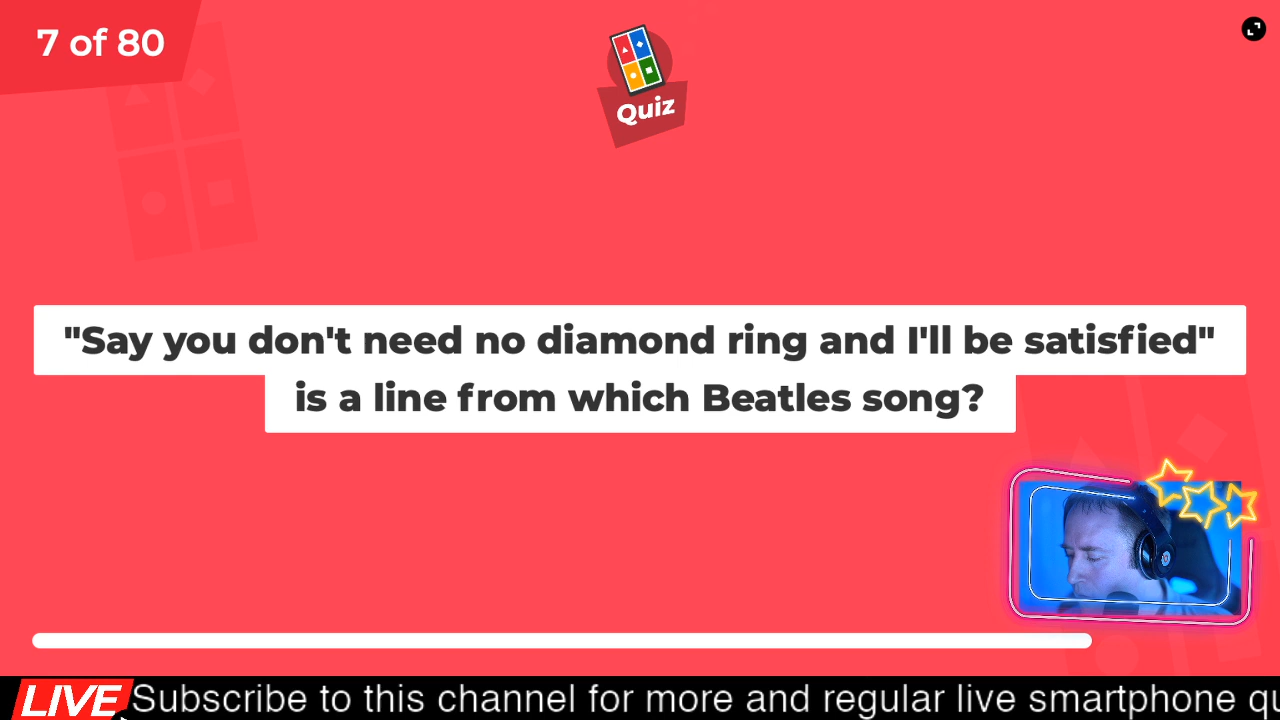 7 of 80
Quiz
"Say you don't need no diamond ring and I'll be satisfied"
is a line from which Beatles song?
LIVE Subscribe to this channel for more and regular live smartphone qu